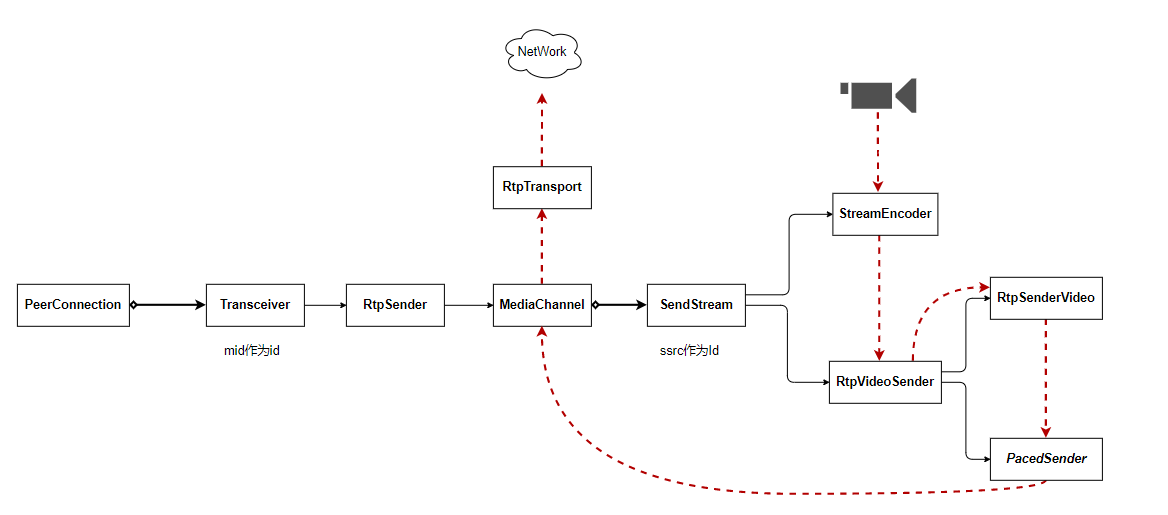 NetWork
RtpTransport
StreamEncoder
PeerConnection
Transceiver
RtpSender
MediaChannel
SendStream
RtpSenderVideo
mid作为id
ssrc作为Id
RtpVideoSender
PacedSender